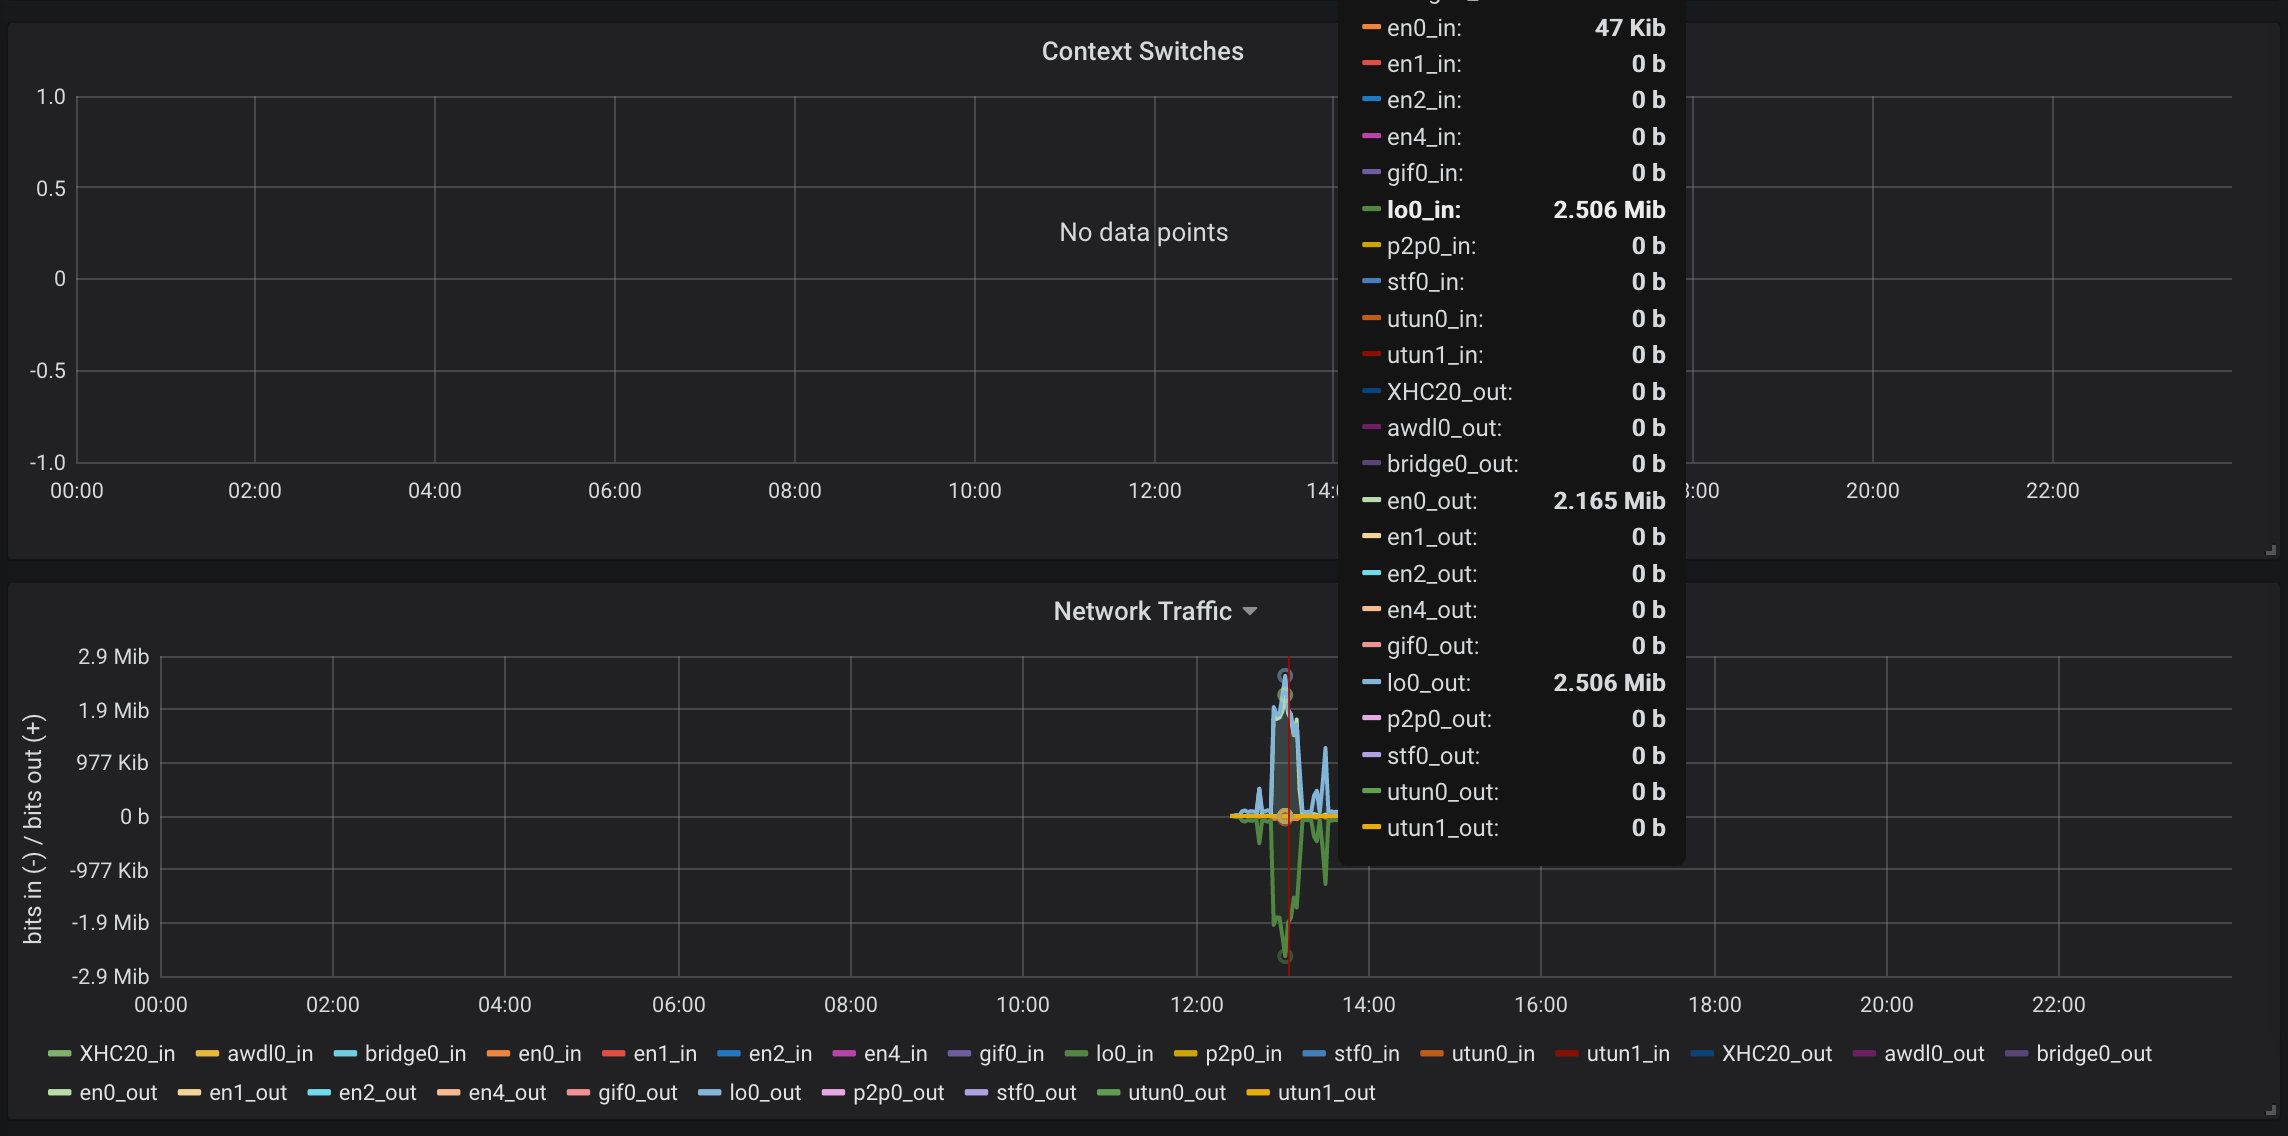 Context Switches
1.0
0.5
0
-0.5
-1.0
No data points
00:00 02:00 04:00 06:00 08:00 10:00 12:00 20:00 22:00
en0_in: 47 Kib
en1_in: 0 b
en2_in: 0 b
en4_in: 0 b
gif0_in: 0 b
lo0_in: 2.506 Mib
p2p0_in: 0 b
stf0_in: 0 b
utun0_in: 0 b
utun1_in: 0 b
XHC20_out: 0 b
awdl0_out: 0 b
bridge0_out: 0 b
en0_out: 2.165 Mib
en1_out: 0 b
en2_out: 0 b
en4_out: 0 b
gif0_out: 0 b
lo0_out: 2.506 Mib
p2p0_out: 0 b
stf0_out: 0 b
utun0_out: 0 b
utun1_out: 0 b
Network Traffic
bits in (-) / bits out (+)
2.9 Mib
1.9 Mib
977 Kib
0 b
-977 Kib
-1.9 Mib
-2.9 Mib
00:00 02:00 04:00 06:00 08:00 10:00 12:00 14:00 16:00 18:00 20:00 22:00
XHC20_in awdl0_in bridge0_in en0_in en1_in en2_in en4_in gif0_in lo0_in p2p0_in stf0_in utun0_in utun1_in XHC20_out awdl0_out bridge0_out
en0_out en1_out en2_out en4_out gif0_out lo0_out p2p0_out stf0_out utun0_out utun1_out